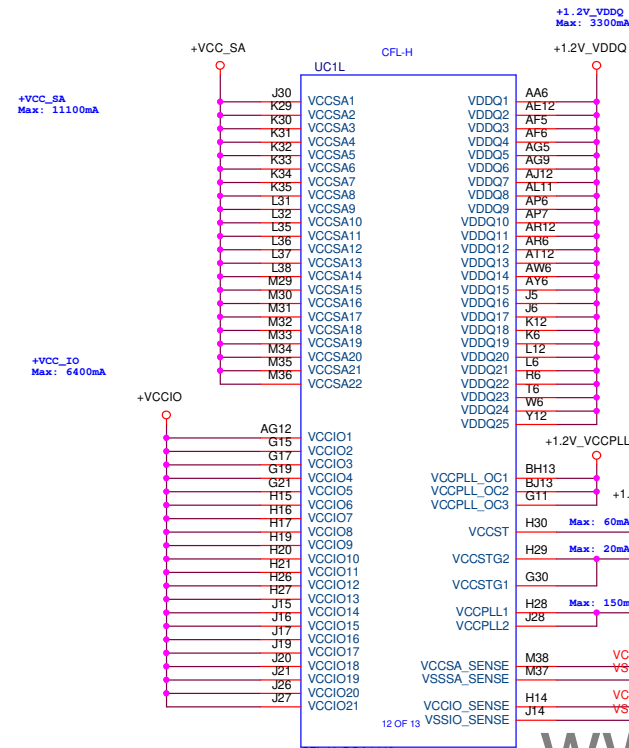 +1.2V_VDDQ
Max: 3300mA
+VCC_SA
CFL-H
+1.2V_VDDQ
UC1L
+VCC_SA
Max: 11100mA
J30 VCCSA1 VDDQ1 AA6
K29 VCCSA2 VDDQ2 AE12
K30 VCCSA3 VDDQ3 AF5
K31 VCCSA4 VDDQ4 AF6
K32 VCCSA5 VDDQ5 AG5
K33 VCCSA6 VDDQ6 AG9
K34 VCCSA7 VDDQ7 AJ12
K35 VCCSA8 VDDQ8 AL11
L31 VCCSA9 VDDQ9 AP6
L32 VCCSA10 VDDQ10 AP7
L35 VCCSA11 VDDQ11 AR12
L36 VCCSA12 VDDQ12 AR6
L37 VCCSA13 VDDQ13 AT12
L38 VCCSA14 VDDQ14 AW6
M29 VCCSA15 VDDQ15 AY6
M30 VCCSA16 VDDQ16 J5
M31 VCCSA17 VDDQ17 J6
M32 VCCSA18 VDDQ18 K12
M33 VCCSA19 VDDQ19 K6
M34 VCCSA20 VDDQ20 L12
M35 VCCSA21 VDDQ21 L6
M36 VCCSA22 VDDQ22 R6
VDDQ23 T6
VDDQ24 W6
VDDQ25 Y12
+VCC_IO
Max: 6400mA
+VCCIO
+1.2V_VCCPLL
AG12 VCCIO1
G15 VCCIO2
G17 VCCIO3
G19 VCCIO4 VCCPLL_OC1 BH13
G21 VCCIO5 VCCPLL_OC2 BJ13
H15 VCCIO6 VCCPLL_OC3 G11
+1.
H16 VCCIO7
H17 VCCIO8 VCCST H30 Max: 60mA
H19 VCCIO9
H20 VCCIO10 VCCSTG2 H29 Max: 20mA
H21 VCCIO11
H26 VCCIO12 VCCSTG1 G30
H27 VCCIO13
J15 VCCIO14 VCCPLL1 H28 Max: 150m
J16 VCCIO15 VCCPLL2 J28
J17 VCCIO16
J19 VCCIO17
J20 VCCIO18 VCCSA_SENSE M38 VC
J21 VCCIO19 VSSSA_SENSE M37 VS
J26 VCCIO20 VCCIO_SENSE H14 VC
J27 VCCIO21 VSSIO_SENSE J14 VS
12 OF 13